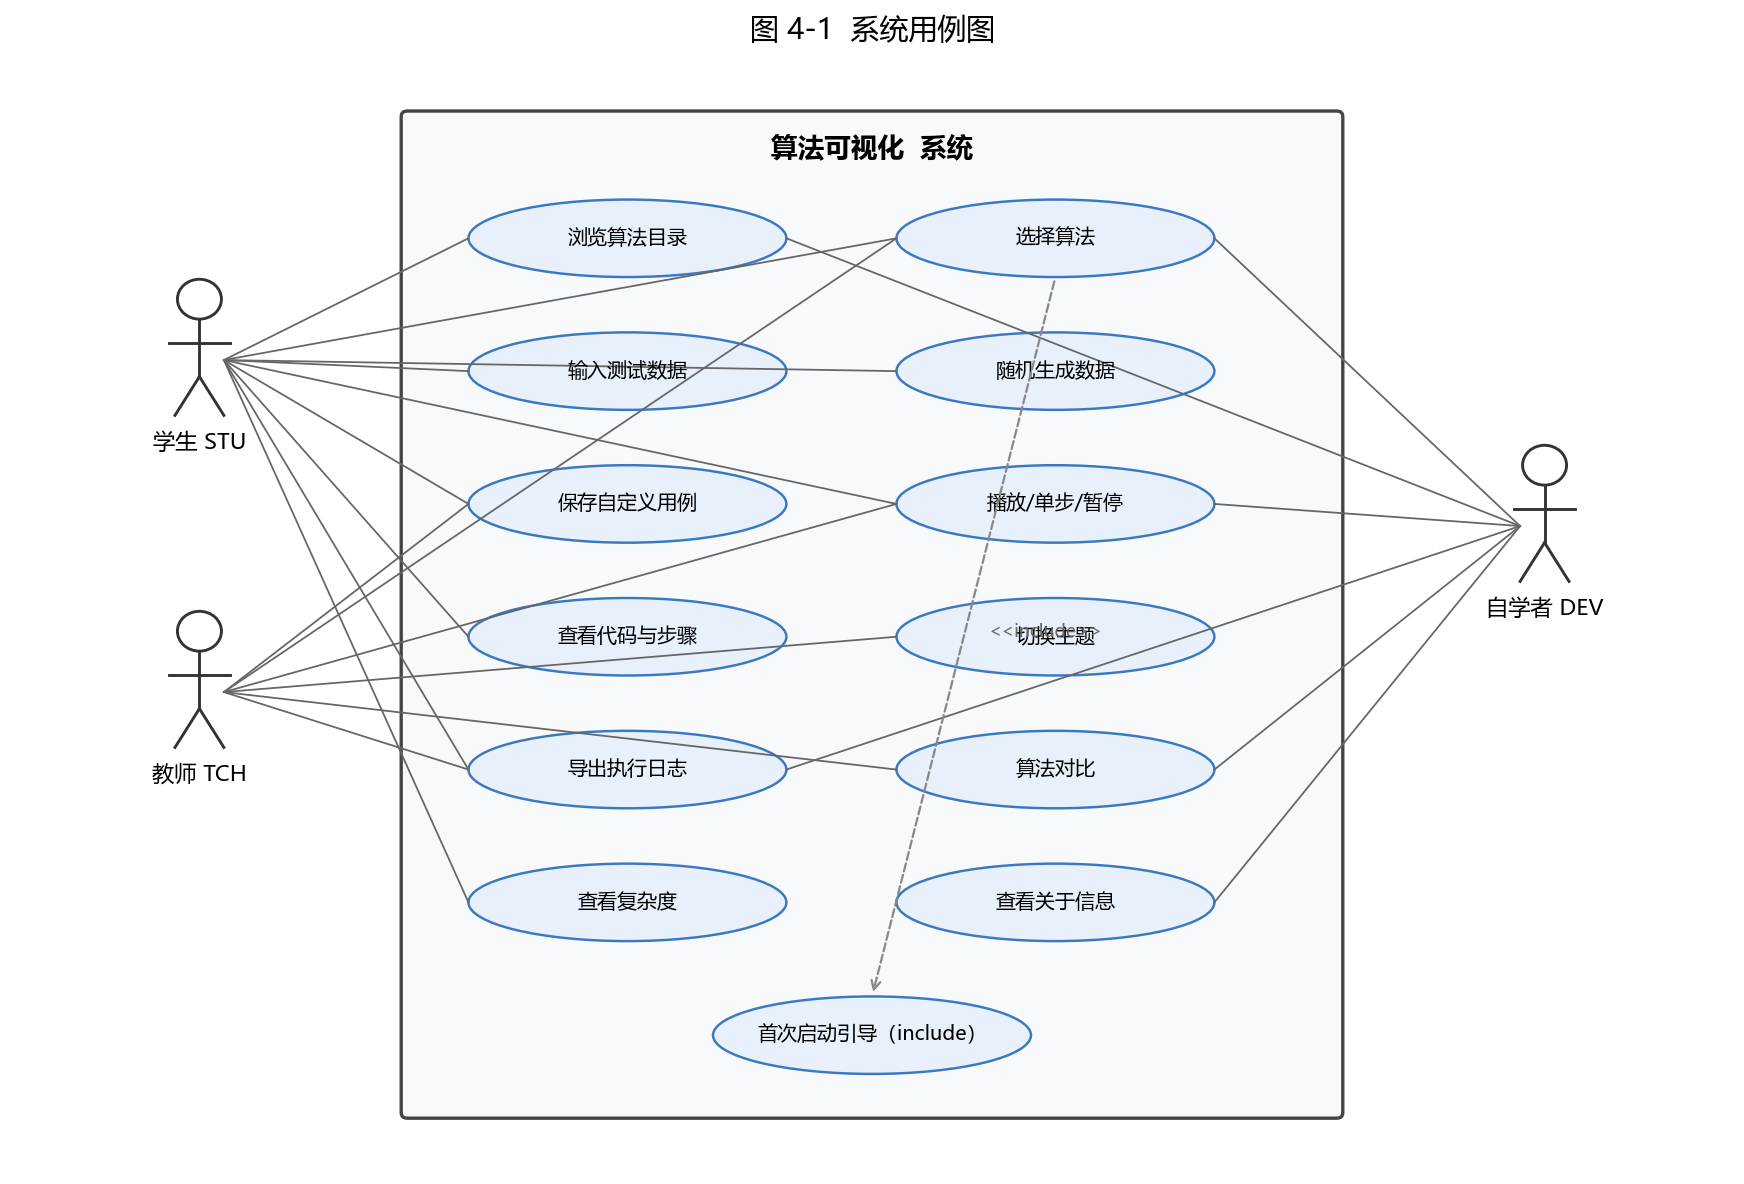 图 4-1 系统用例图
算法可视化 系统
浏览算法目录
选择算法
输入测试数据
随机生成数据
学生 STU
保存自定义用例
播放/单步/暂停
自学者 DEV
查看代码与步骤
<<include>>
切换主题
教师 TCH
导出执行日志
算法对比
查看复杂度
查看关于信息
首次启动引导（include）